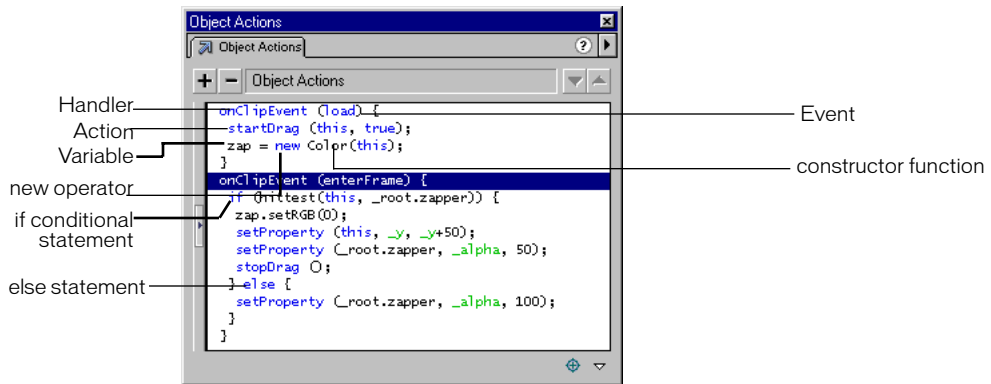 Object Actions
Object Actions
Object Actions
Handler
Action
Variable
new operator
if conditional
statement
else statement
onClipEvent (load) {
startDrag (this, true);
zap = new Color(this);
}
onClipEvent (enterFrame) {
if (hittest(this, _root.zapper)) {
zap.setRGB(0);
setProperty (this, _y, _y+50);
setProperty (_root.zapper, _alpha, 50);
stopDrag ();
} else {
setProperty (_root.zapper, _alpha, 100);
}
}
Event
constructor function